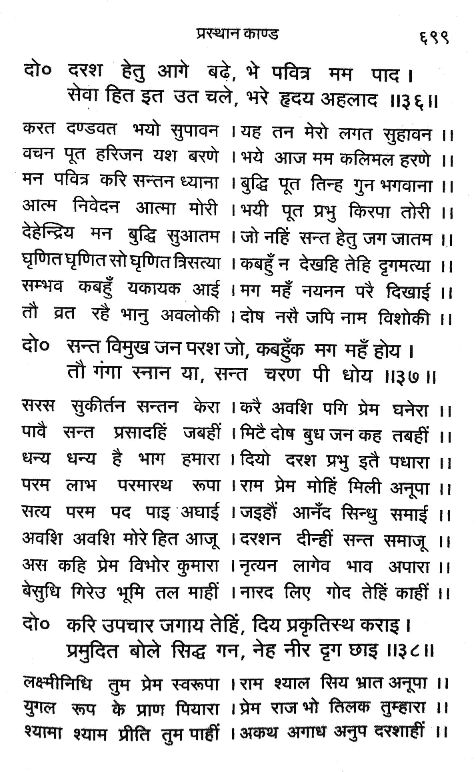 प्रस्थान काण्ड ६९९
दो० दरश हेतु आगे बढ़े, भे पवित्र मम पाद ।
सेवा हित इत उत चले, भरे हृदय अहलाद ॥३६॥
करत दण्डवत भयो सुपावन । यह तन मेरो लगत सुहावन ॥
वचन पूत हरिजन यश बरणे । भये आज मम कलिमल हरणे ॥
मन पवित्र करि सन्तन ध्याना । बुद्धि पूत तिन्ह गुन भगवाना ॥
आत्म निवेदन आत्मा मोरी । भयी पूत प्रभु किरपा तोरी ॥
देहेन्द्रिय मन बुद्धि सुआतम । जो नहिं सन्त हेतु जग जातम ॥
घृणित घृणित सो घृणित त्रिसत्या । कबहुँ न देखहि तेहि दृगमत्या ॥
सम्भव कबहुँ यकायक आई । मग महँ नयनन परै दिखाई ॥
तौ व्रत रहै भानु अवलोकी । दोष नसै जपि नाम विशोकी ॥
दो० सन्त विमुख जन परश जो, कबहुँक मग महँ होय ।
तौ गंगा स्नान या, सन्त चरण पी धोय ॥३७॥
सरस सुकीर्तन सन्तन केरा । करै अवशि पगि प्रेम घनेरा ॥
पावै सन्त प्रसादहिं जबहीं । मिटै दोष बुध जन कह तबहीं ॥
धन्य धन्य है भाग हमारा । दियो दरश प्रभु इतै पधारा ॥
परम लाभ परमारथ रूपा । राम प्रेम मोहिं मिली अनूपा ॥
सत्य परम पद पाइ अघाई । जइहौं आनँद सिन्धु समाई ॥
अवशि अवशि मोरे हित आजू । दरशन दीन्हीं सन्त समाजू ॥
अस कहि प्रेम विभोर कुमारा । नृत्यन लागेव भाव अपारा ॥
बेसुधि गिरेउ भूमि तल माहीं । नारद लिए गोद तेहिं काहीं ॥
दो० करि उपचार जगाय तेहिं, दिय प्रकृतिस्थ कराइ ।
प्रमुदित बोले सिद्ध गन, नेह नीर दृग छाइ ॥३८॥
लक्ष्मीनिधि तुम प्रेम स्वरूपा । राम श्याल सिय भ्रात अनूपा ॥
युगल रूप के प्राण पियारा । प्रेम राज भो तिलक तुम्हारा ॥
श्यामा श्याम प्रीति तुम पाहीं । अकथ अगाध अनुप दरशाहीं ॥